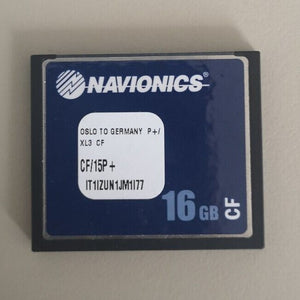 NAVIONICS
OSLO TO GERMANY P+/
XL3 CF
CF/15P+
IT1IZUN1JM1I77
16 GB CF